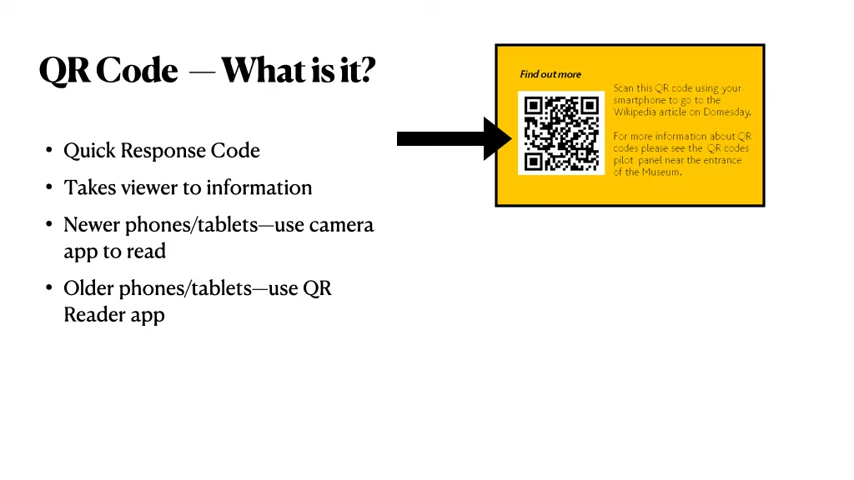 QR Code — What is it?
• Quick Response Code
• Takes viewer to information
• Newer phones/tablets—use camera
app to read
• Older phones/tablets—use QR
Reader app
Find out more
Scan this QR code using your
smartphone to go to the
Wikipedia article on Domesday.
For more information about QR
codes please see the QR codes
pilot panel near the entrance
of the Museum.